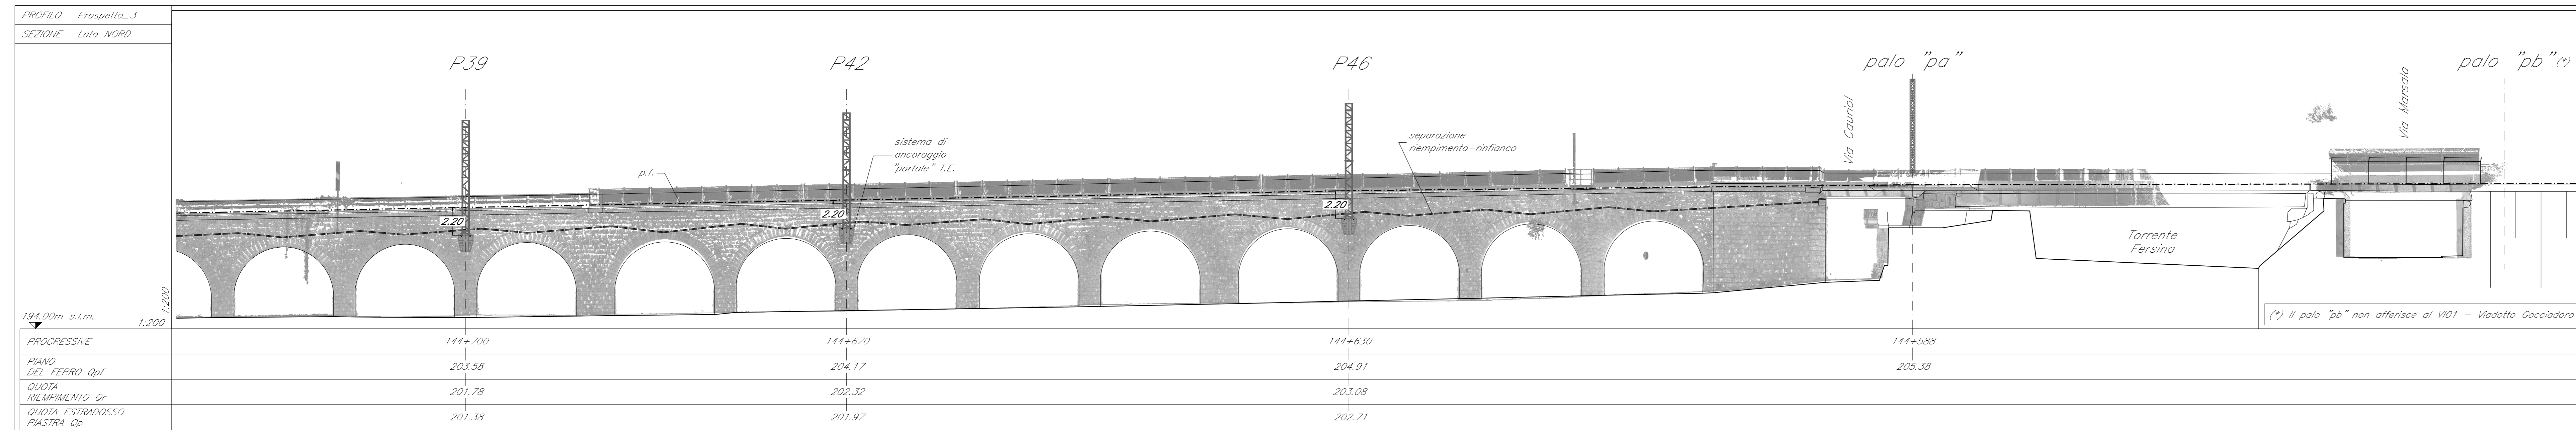 PROFILO Prospetto_3
SEZIONE Lato NORD
P39
P42
P46
palo "pa"
palo "pb"(*)
Via Cauriol
Via Marsala
sistema di
ancoraggio
"portale" T.E.
separazione
riempimento-rinfianco
p.f.
2.20
2.20
2.20
Torrente
Fersina
194.00m s.l.m.
1:200
1:200
(*) Il palo "pb" non afferisce al VI01 - Viadotto Gocciadoro
PROGRESSIVE 144+700 144+670 144+630 144+588
PIANO
DEL FERRO Qpf 203.58 204.17 204.91 205.38
QUOTA
RIEMPIMENTO Qr 201.78 202.32 203.08
QUOTA ESTRADOSSO
PIASTRA Qp 201.38 201.97 202.71